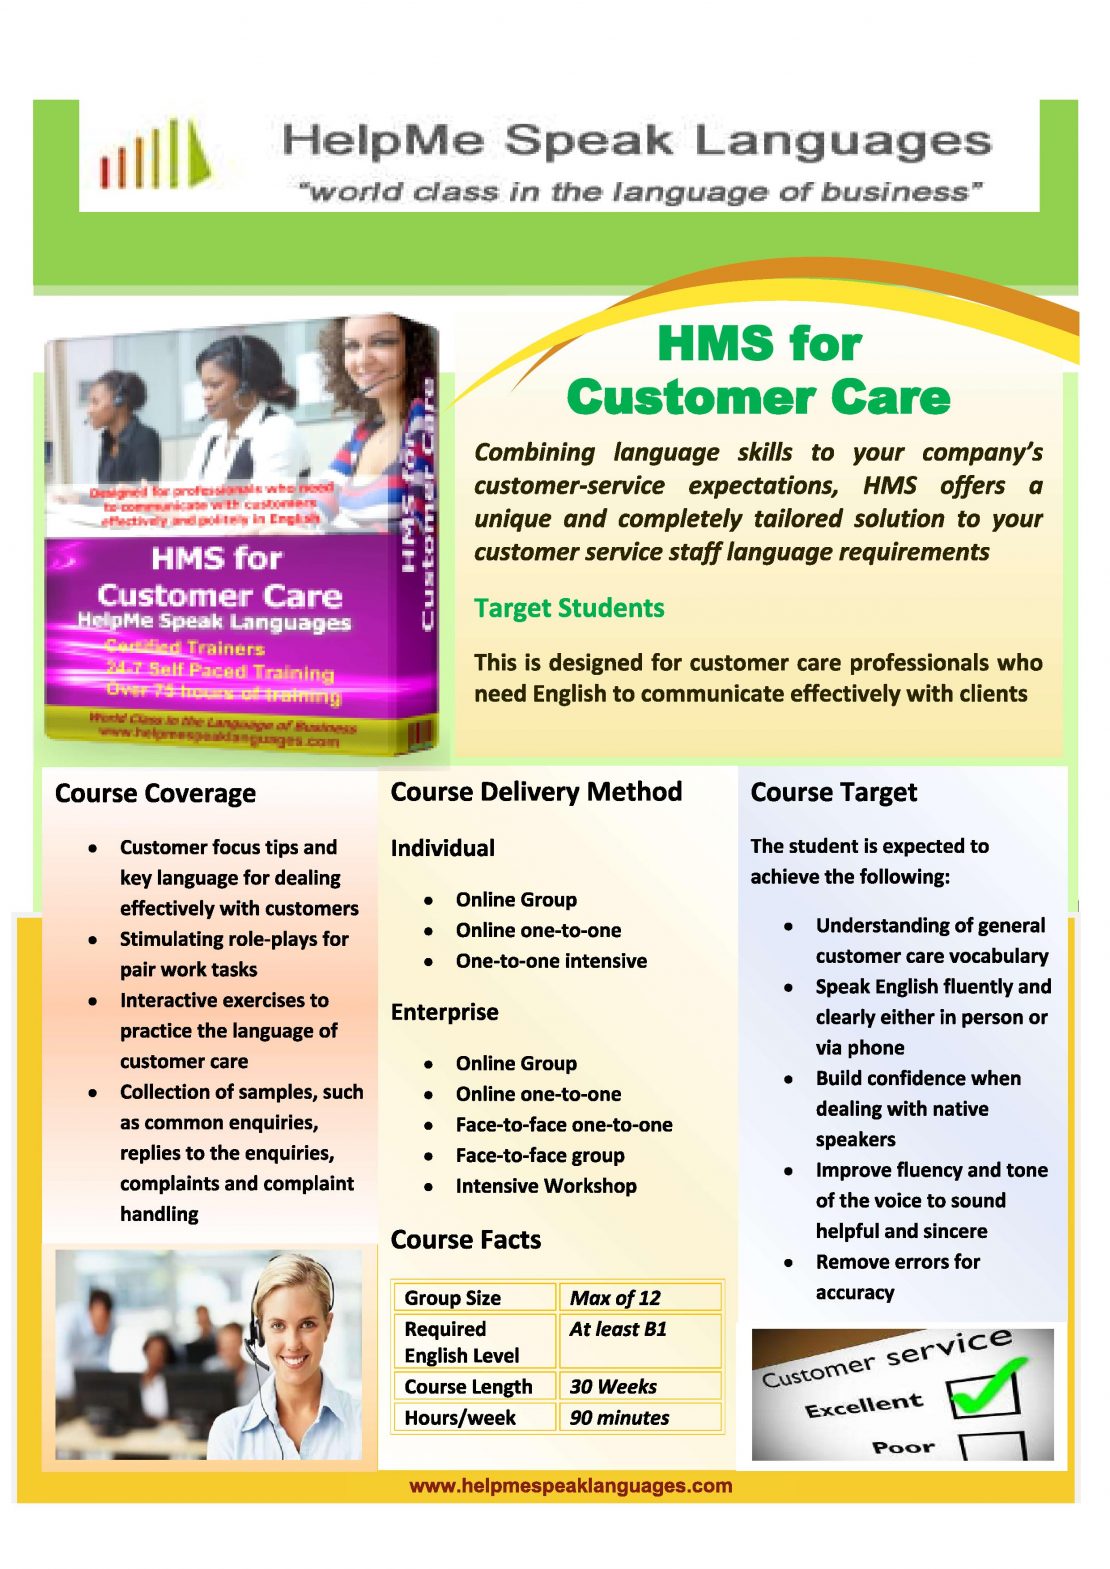 HelpMe Speak Languages
"world class in the language of business"
HMS for
Customer Care
Combining language skills to your company's
customer-service expectations, HMS offers a
unique and completely tailored solution to your
customer service staff language requirements
Target Students
This is designed for customer care professionals who
need English to communicate effectively with clients
Designed for professionals who need
to communicate with customers
effectively and politely in English
HMS for
Customer Care
HelpMe Speak Languages
Certified Trainers
24-7 Self Paced Training
Over 75 hours of training
World Class in the Language of Business
www.helpmespeaklanguages.com
HMS for
Customer Care
Course Coverage
• Customer focus tips and
key language for dealing
effectively with customers
• Stimulating role-plays for
pair work tasks
• Interactive exercises to
practice the language of
customer care
• Collection of samples, such
as common enquiries,
replies to the enquiries,
complaints and complaint
handling
Course Delivery Method
Individual
• Online Group
• Online one-to-one
• One-to-one intensive
Enterprise
• Online Group
• Online one-to-one
• Face-to-face one-to-one
• Face-to-face group
• Intensive Workshop
Course Facts
Group Size Max of 12
Required At least B1
English Level
Course Length 30 Weeks
Hours/week 90 minutes
Course Target
The student is expected to
achieve the following:
• Understanding of general
customer care vocabulary
• Speak English fluently and
clearly either in person or
via phone
• Build confidence when
dealing with native
speakers
• Improve fluency and tone
of the voice to sound
helpful and sincere
• Remove errors for
accuracy
Customer service
Excellent
Poor
www.helpmespeaklanguages.com